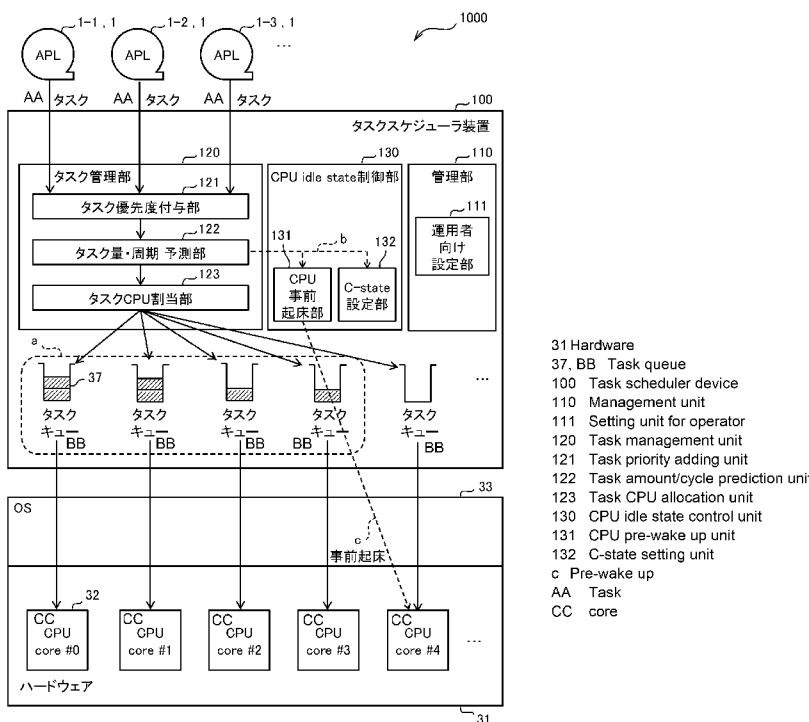 1-1 , 1
1-2 , 1
1-3 , 1
...
1000
APL
APL
APL
AA タスク
AA タスク
AA タスク
100
タスクスケジューラ装置
120
130
110
タスク管理部
CPU idle state制御部
管理部
121
タスク優先度付与部
122
タスク量・周期 予測部
123
タスクCPU割当部
131
b
132
CPU
事前
起床部
C-state
設定部
111
運用者
向け
設定部
a
37
...
タスク
キュー
BB
タスク
キュー
BB
タスク
キュー
BB
タスク
キュー
BB
タスク
キュー
BB
33
OS
c
事前起床
32
CC
CPU
core #0
CC
CPU
core #1
CC
CPU
core #2
CC
CPU
core #3
CC
CPU
core #4
...
ハードウェア
31
31 Hardware
37, BB Task queue
100 Task scheduler device
110 Management unit
111 Setting unit for operator
120 Task management unit
121 Task priority adding unit
122 Task amount/cycle prediction unit
123 Task CPU allocation unit
130 CPU idle state control unit
131 CPU pre-wake up unit
132 C-state setting unit
c Pre-wake up
AA Task
CC core